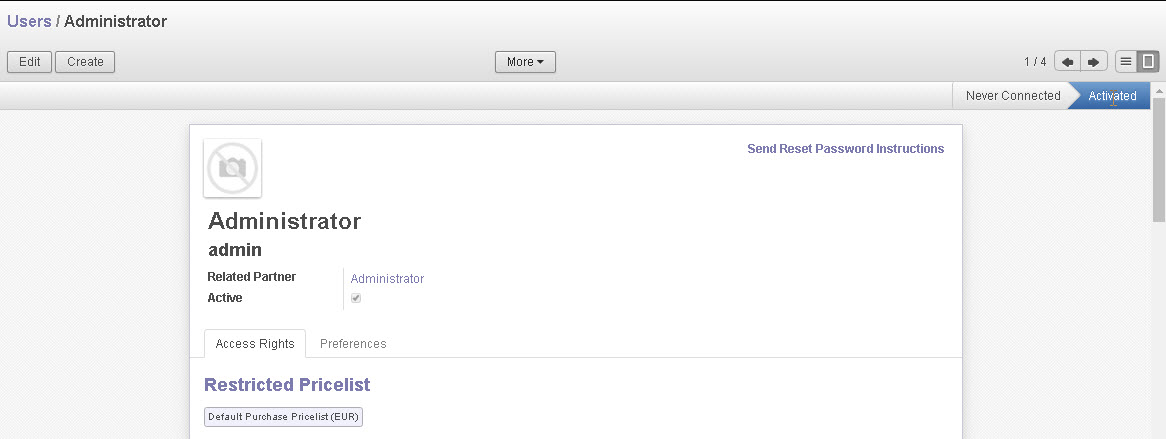 Users / Administrator
Edit Create More 1 / 4
Never Connected Activated
Send Reset Password Instructions
Administrator
admin
Related Partner Administrator
Active
Access Rights Preferences
Restricted Pricelist
Default Purchase Pricelist (EUR)